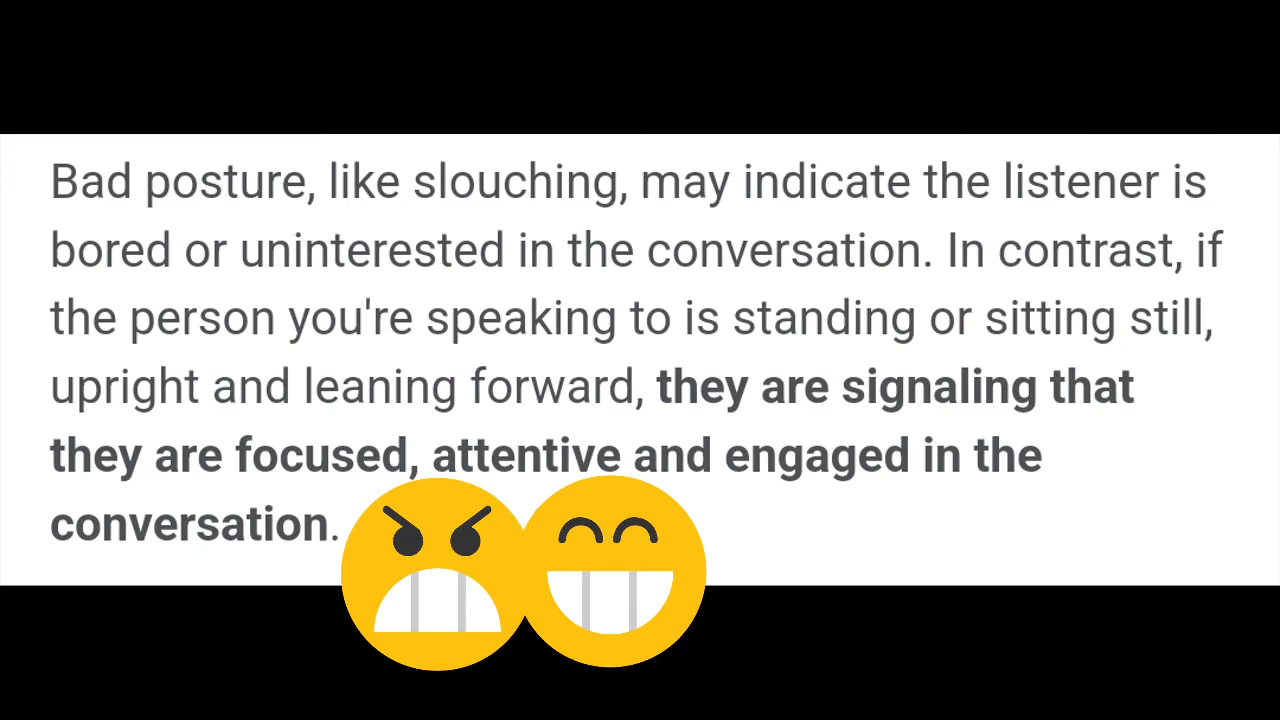 Bad posture, like slouching, may indicate the listener is
bored or uninterested in the conversation. In contrast, if
the person you're speaking to is standing or sitting still,
upright and leaning forward, they are signaling that
they are focused, attentive and engaged in the
conversation.